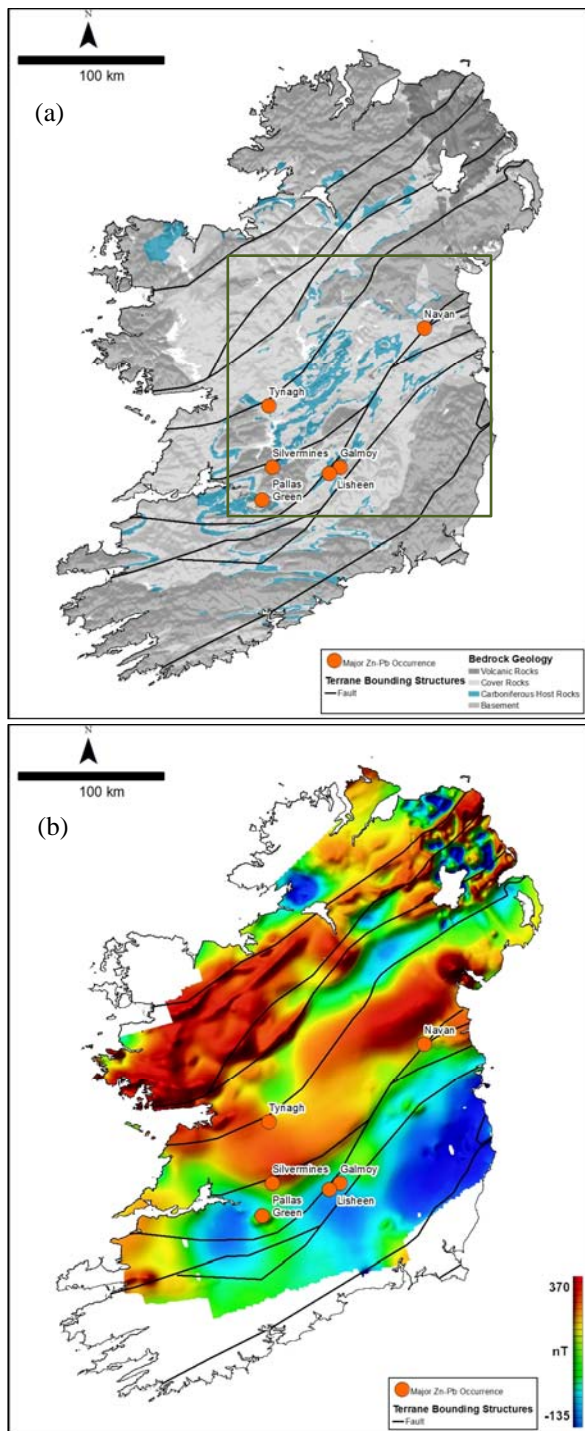 N
100 km
(a)
Navan
Tynagh
Silvermines
Galmoy
Pallas
Green
Lisheen
Major Zn-Pb Occurrence
Terrane Bounding Structures
Fault
Bedrock Geology
Volcanic Rocks
Cover Rocks
Carboniferous Host Rocks
Basement
N
100 km
(b)
Navan
Tynagh
Silvermines
Galmoy
Pallas
Green
Lisheen
370
nT
-135
Major Zn-Pb Occurrence
Terrane Bounding Structures
Fault